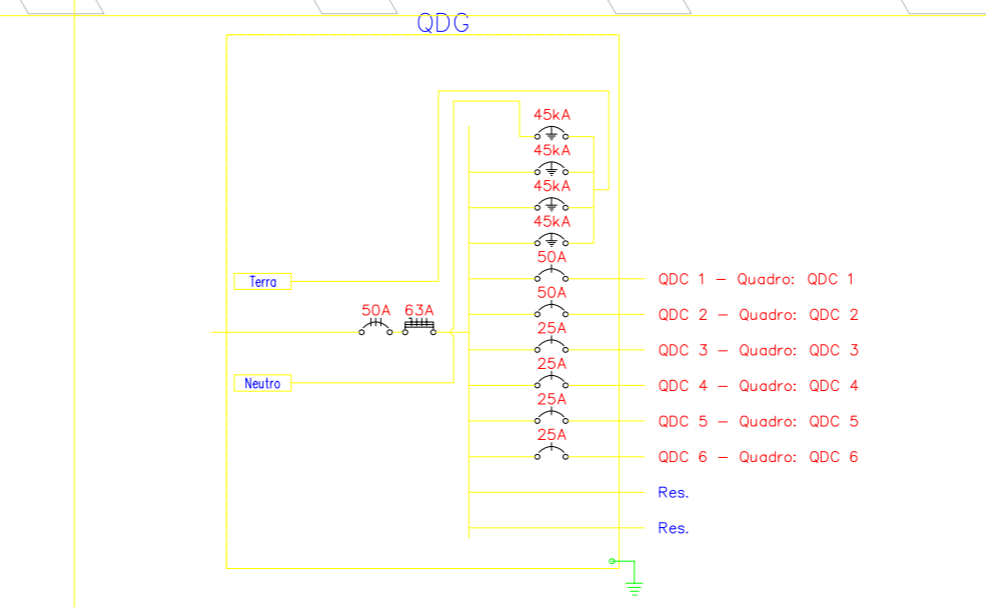 QDG
45kA
45kA
45kA
45kA
50A
QDC 1 – Quadro: QDC 1
Terra
50A
QDC 2 – Quadro: QDC 2
50A 63A
25A
QDC 3 – Quadro: QDC 3
25A
QDC 4 – Quadro: QDC 4
Neutro
25A
QDC 5 – Quadro: QDC 5
25A
QDC 6 – Quadro: QDC 6
Res.
Res.